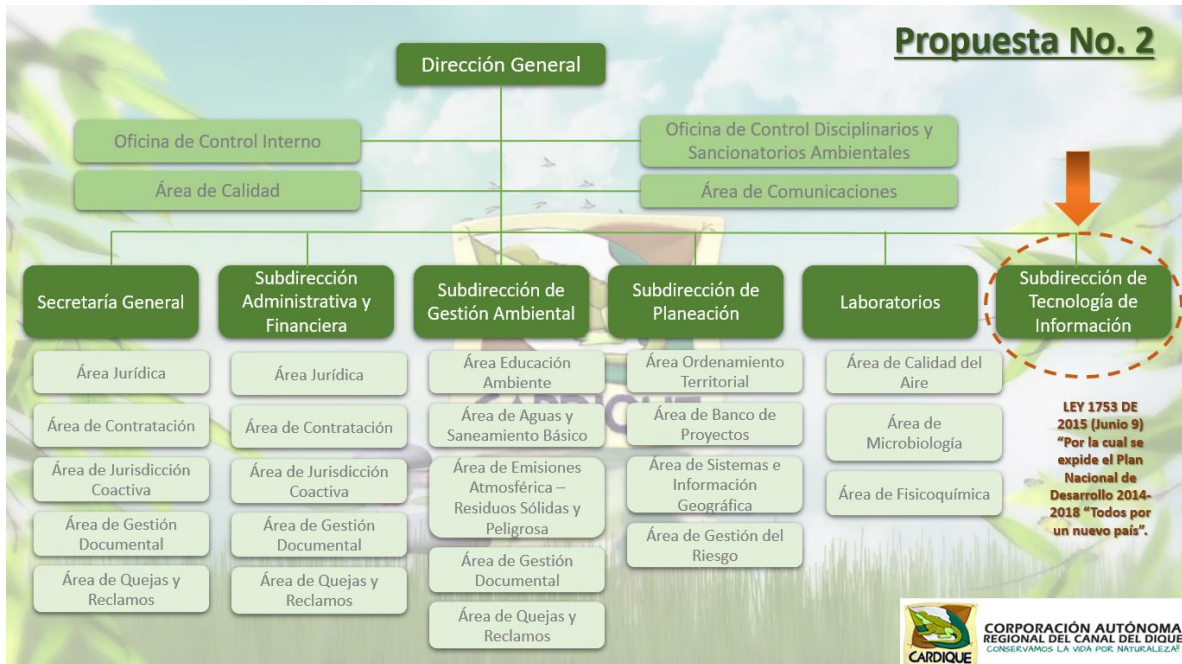 Propuesta No. 2
Dirección General
Oficina de Control Interno
Oficina de Control Disciplinarios y
Sancionatorios Ambientales
Área de Calidad
Área de Comunicaciones
Secretaría General
Área Jurídica
Área de Contratación
Área de Jurisdicción
Coactiva
Área de Gestión
Documental
Área de Quejas y
Reclamos
Subdirección
Administrativa y
Financiera
Área Jurídica
Área de Contratación
Área de Jurisdicción
Coactiva
Área de Gestión
Documental
Área de Quejas y
Reclamos
Subdirección de
Gestión Ambiental
Área Educación
Ambiente
Área de Aguas y
Saneamiento Básico
Área de Emisiones
Atmosférica –
Residuos Sólidas y
Peligrosa
Área de Gestión
Documental
Área de Quejas y
Reclamos
Subdirección de
Planeación
Área Ordenamiento
Territorial
Área de Banco de
Proyectos
Área de Sistemas e
Información
Geográfica
Área de Gestión del
Riesgo
Laboratorios
Área de Calidad del
Aire
Área de
Microbiología
Área de Fisicoquímica
Subdirección de
Tecnología de
Información
LEY 1753 DE
2015 (Junio 9)
“Por la cual se
expide el Plan
Nacional de
Desarrollo 2014-
2018 “Todos por
un nuevo país”.
CARDIQUE
CARDIQUE
CORPORACIÓN AUTÓNOMA
REGIONAL DEL CANAL DEL DIQUE
CONSERVAMOS LA VIDA POR NATURALEZA!!